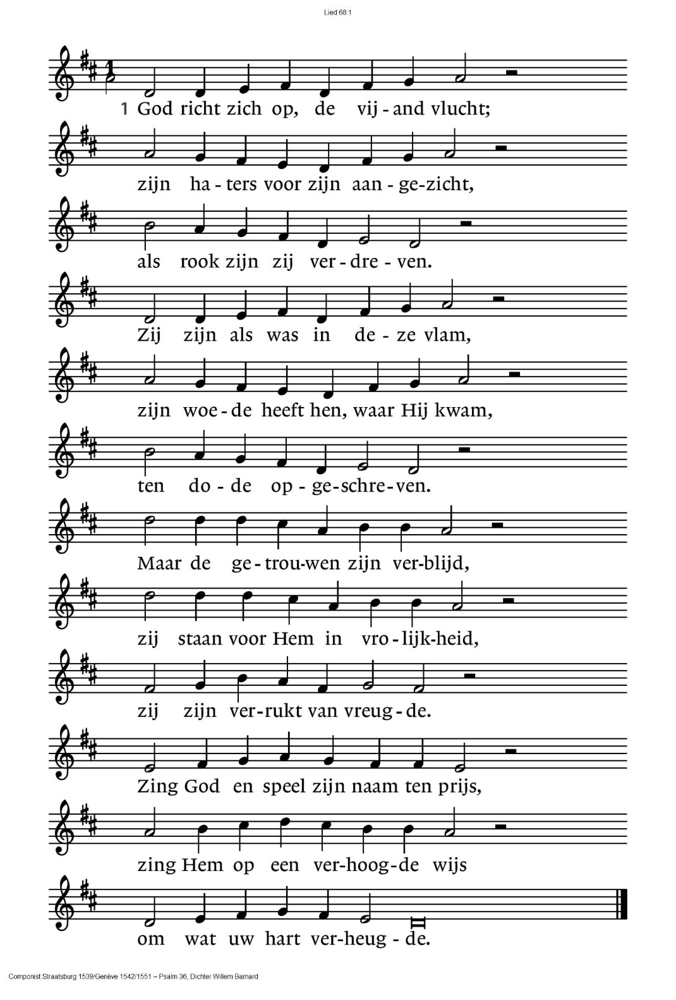 Lied 68:1
1 God richt zich op, de vij - and vlucht;
zijn ha - ters voor zijn aan - ge-zicht,
als rook zijn zij ver - dre - ven.
Zij zijn als was in de - ze vlam,
zijn woe - de heeft hen, waar Hij kwam,
ten do - de op - ge-schre-ven.
Maar de ge - trou-wen zijn ver-blijd,
zij staan voor Hem in vro - lijk-heid,
zij zijn ver-rukt van vreug - de.
Zing God en speel zijn naam ten prijs,
zing Hem op een ver-hoog-de wijs
om wat uw hart ver-heug - de.
Componist Straatsburg 1539/Genève 1542/1551 – Psalm 36, Dichter Willem Barnard